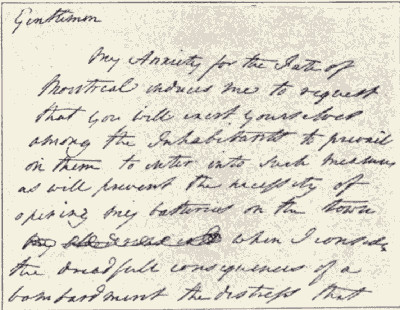 Gentlemen
My Anxiety for the Fate of
Montreal induces me to request
that you will exert yourselves
among the Inhabitants to prevail
on them to enter into such measures
as will prevent the necessity of
opening my batteries on the town
when I consider
the dreadfull consequences of a
bombardment the distress that